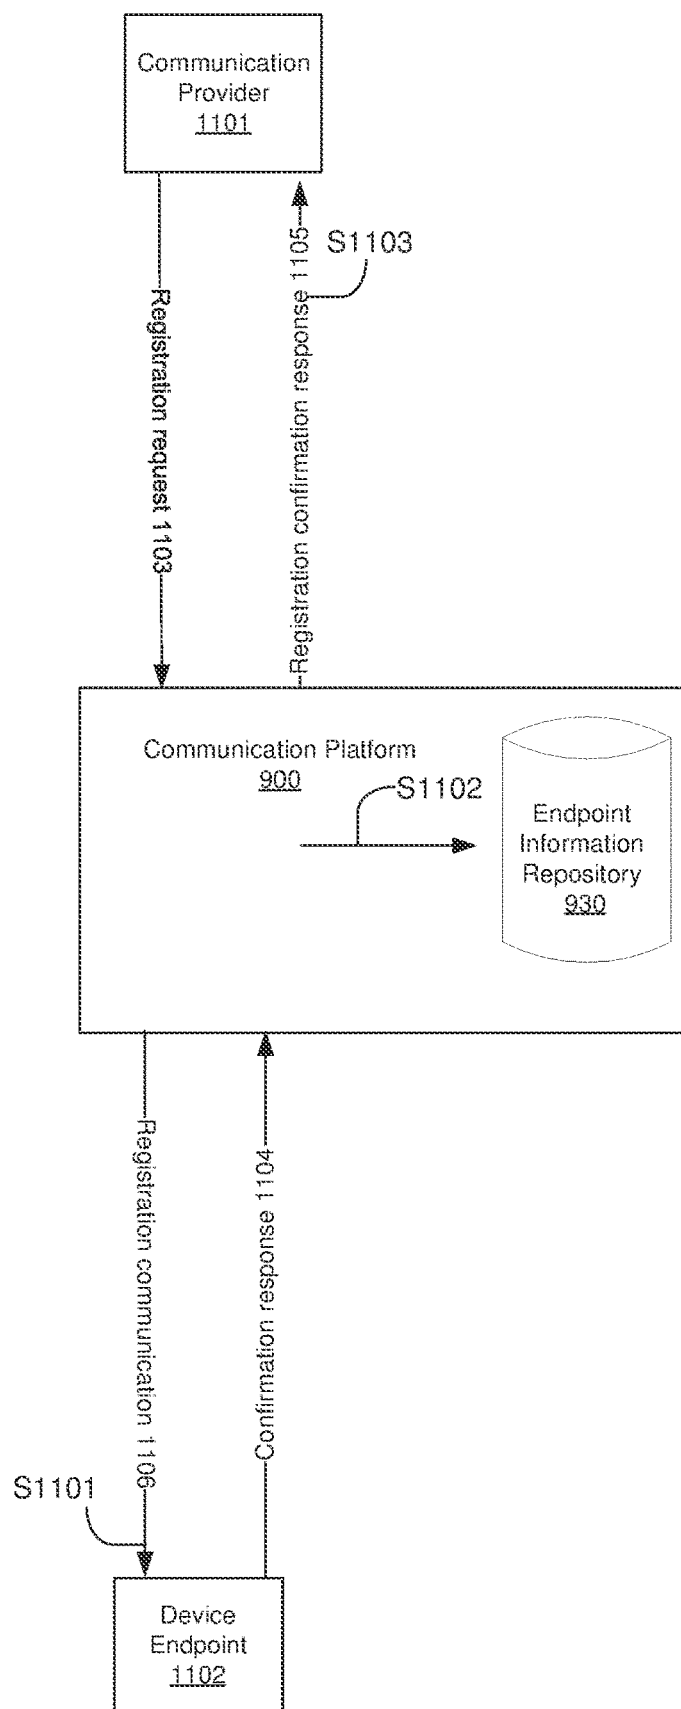 Communication
Provider
1101
S1103
Registration request 1103
Registration confirmation response 1105
Communication Platform
900
S1102
Endpoint
Information
Repository
930
Registration communication 1106
Confirmation response 1104
S1101
Device
Endpoint
1102